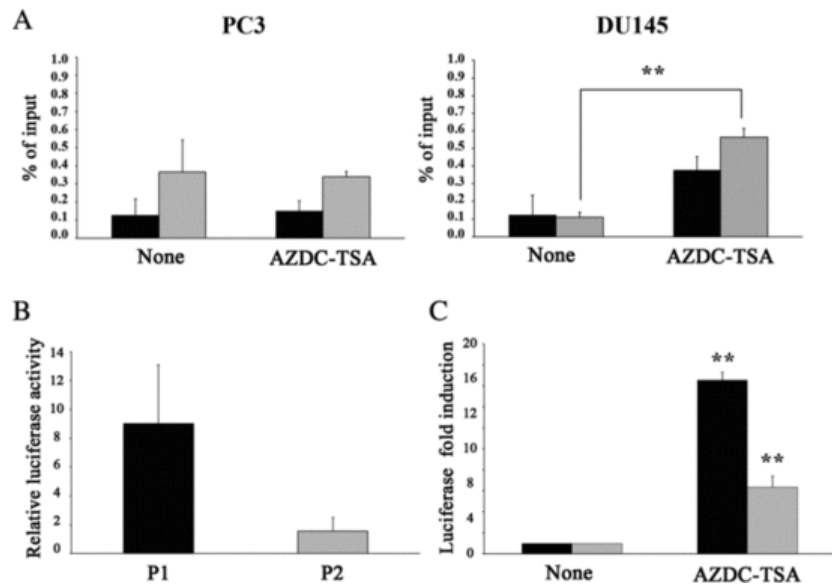 A
PC3
DU145
% of input
1.0
0.9
0.8
0.7
0.6
0.5
0.4
0.3
0.2
0.1
0.0
None
AZDC-TSA
% of input
1.0
0.9
0.8
0.7
0.6
0.5
0.4
0.3
0.2
0.1
0.0
**
None
AZDC-TSA
B
Relative luciferase activity
14
12
10
8
6
4
2
0
P1
P2
C
Luciferase fold induction
20
16
12
8
4
0
**
**
None
AZDC-TSA